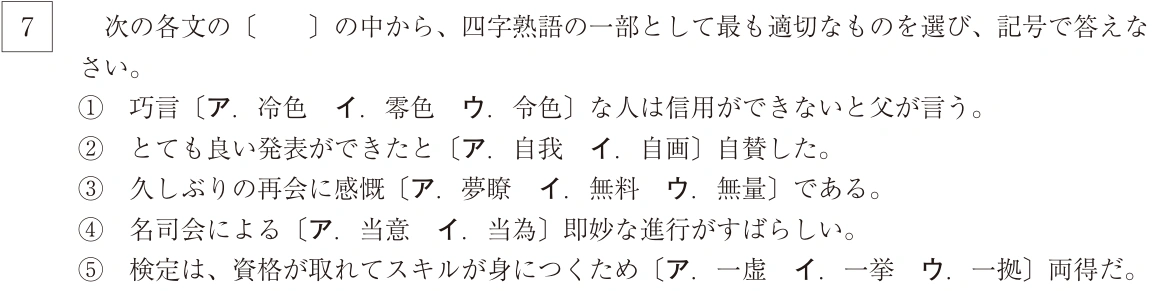 7　次の各文の〔　　〕の中から、四字熟語の一部として最も適切なものを選び、記号で答えな
さい。
①　巧言〔ア．冷色　イ．零色　ウ．令色〕な人は信用ができないと父が言う。
②　とても良い発表ができたと〔ア．自我　イ．自画〕自賛した。
③　久しぶりの再会に感慨〔ア．夢瞭　イ．無料　ウ．無量〕である。
④　名司会による〔ア．当意　イ．当為〕即妙な進行がすばらしい。
⑤　検定は、資格が取れてスキルが身につくため〔ア．一虚　イ．一挙　ウ．一拠〕両得だ。